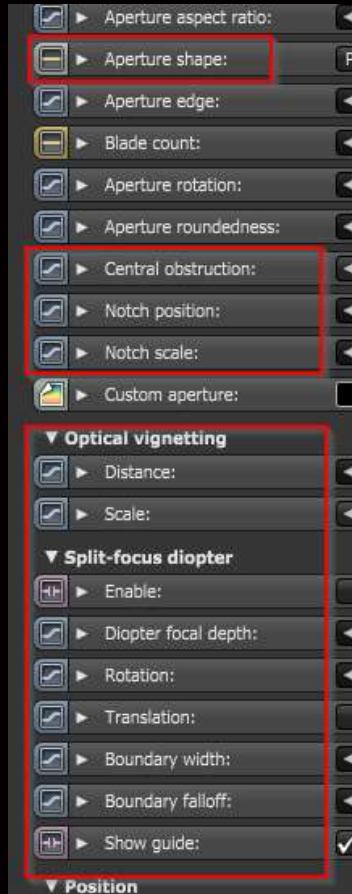 Aperture aspect ratio:
Aperture shape:
Aperture edge:
Blade count:
Aperture rotation:
Aperture roundedness:
Central obstruction:
Notch position:
Notch scale:
Custom aperture:
Optical vignetting
Distance:
Scale:
Split-focus diopter
Enable:
Diopter focal depth:
Rotation:
Translation:
Boundary width:
Boundary falloff:
Show guide:
Position